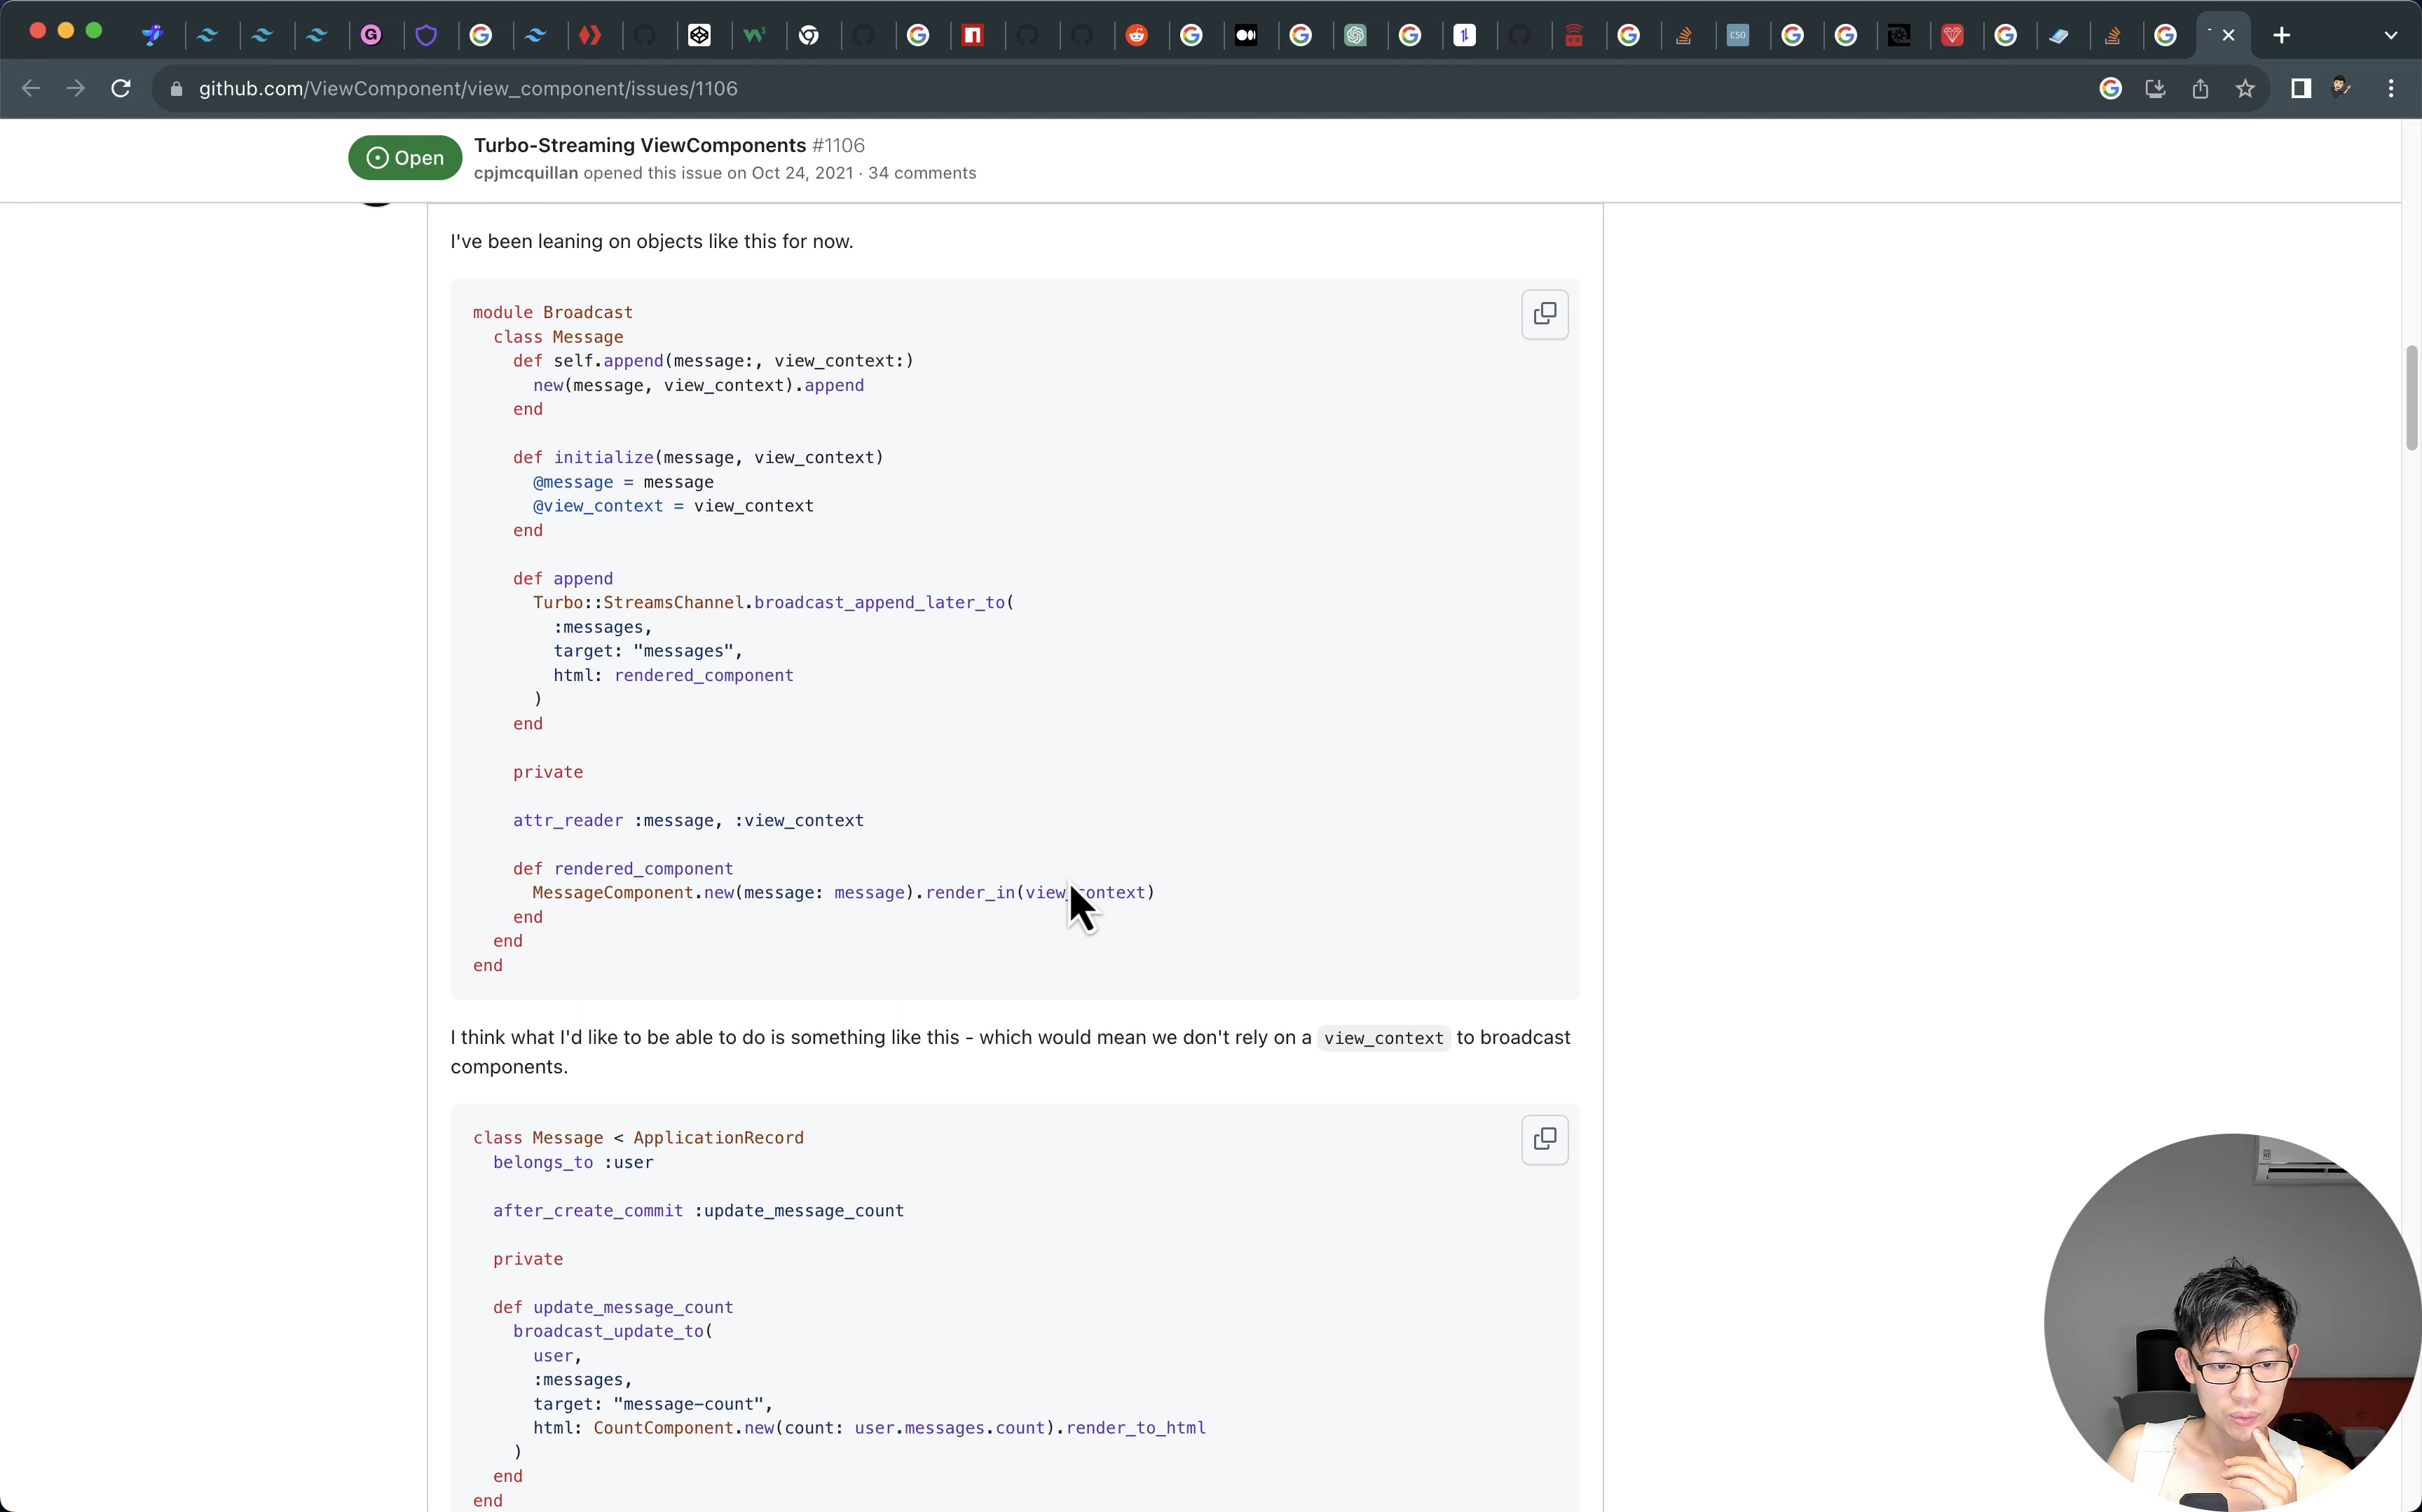 github.com/ViewComponent/view_component/issues/1106
Open
Turbo-Streaming ViewComponents #1106
cpjmcquillan opened this issue on Oct 24, 2021 · 34 comments
I've been leaning on objects like this for now.
module Broadcast
  class Message
    def self.append(message:, view_context:)
      new(message, view_context).append
    end

    def initialize(message, view_context)
      @message = message
      @view_context = view_context
    end

    def append
      Turbo::StreamsChannel.broadcast_append_later_to(
        :messages,
        target: "messages",
        html: rendered_component
      )
    end

    private

    attr_reader :message, :view_context

    def rendered_component
      MessageComponent.new(message: message).render_in(view_context)
    end
  end
end
I think what I'd like to be able to do is something like this - which would mean we don't rely on a view_context to broadcast
components.
class Message < ApplicationRecord
  belongs_to :user

  after_create_commit :update_message_count

  private

  def update_message_count
    broadcast_update_to(
      user,
      :messages,
      target: "message-count",
      html: CountComponent.new(count: user.messages.count).render_to_html
    )
  end
end